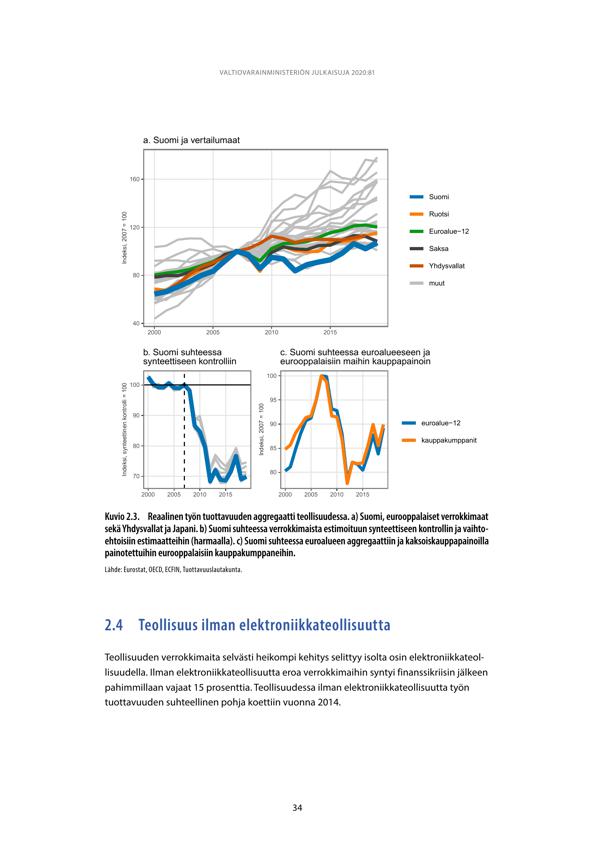 VALTIOVARAINMINISTERIÖN JULKAISUJA 2020:81
a. Suomi ja vertailumaat
160
120
80
40
Indeksi, 2007 = 100
2000 2005 2010 2015
Suomi
Ruotsi
Euroalue−12
Saksa
Yhdysvallat
muut
b. Suomi suhteessa
synteettiseen kontrolliin
100
90
80
70
Indeksi, synteettinen kontrolli = 100
2000 2005 2010 2015
c. Suomi suhteessa euroalueeseen ja
eurooppalaisiin maihin kauppapainoin
100
95
90
85
80
Indeksi, 2007 = 100
2000 2005 2010 2015
euroalue−12
kauppakumppanit
Kuvio 2.3. Reaalinen työn tuottavuuden aggregaatti teollisuudessa. a) Suomi, eurooppalaiset verrokkimaat
sekä Yhdysvallat ja Japani. b) Suomi suhteessa verrokkimaista estimoituun synteettiseen kontrolliin ja vaihto-
ehtoisiin estimaatteihin (harmaalla). c) Suomi suhteessa euroalueen aggregaattiin ja kaksoiskauppapainoilla
painotettuihin eurooppalaisiin kauppakumppaneihin.
Lähde: Eurostat, OECD, ECFIN, Tuottavuuslautakunta.
2.4 Teollisuus ilman elektroniikkateollisuutta
Teollisuuden verrokkimaita selvästi heikompi kehitys selittyy isolta osin elektroniikkateol-
lisuudella. Ilman elektroniikkateollisuutta eroa verrokkimaihin syntyi finanssikriisin jälkeen
pahimmillaan vajaat 15 prosenttia. Teollisuudessa ilman elektroniikkateollisuutta työn
tuottavuuden suhteellinen pohja koettiin vuonna 2014.
34